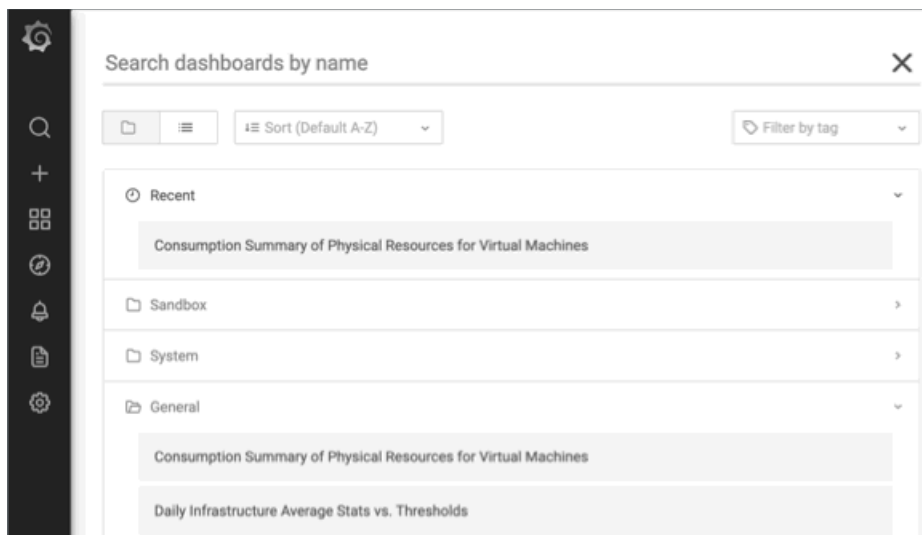 Search dashboards by name
Sort (Default A-Z)
Filter by tag
Recent
Consumption Summary of Physical Resources for Virtual Machines
Sandbox
System
General
Consumption Summary of Physical Resources for Virtual Machines
Daily Infrastructure Average Stats vs. Thresholds